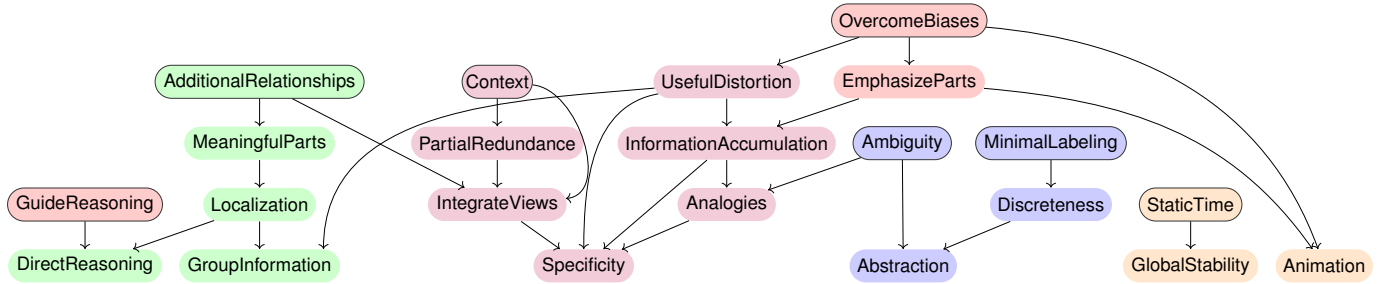 OvercomeBiases
AdditionalRelationships Context UsefulDistortion EmphasizeParts
MeaningfulParts PartialRedundance InformationAccumulation Ambiguity MinimalLabeling
GuideReasoning Localization IntegrateViews Analogies Discreteness StaticTime
DirectReasoning GroupInformation Specificity Abstraction GlobalStability Animation